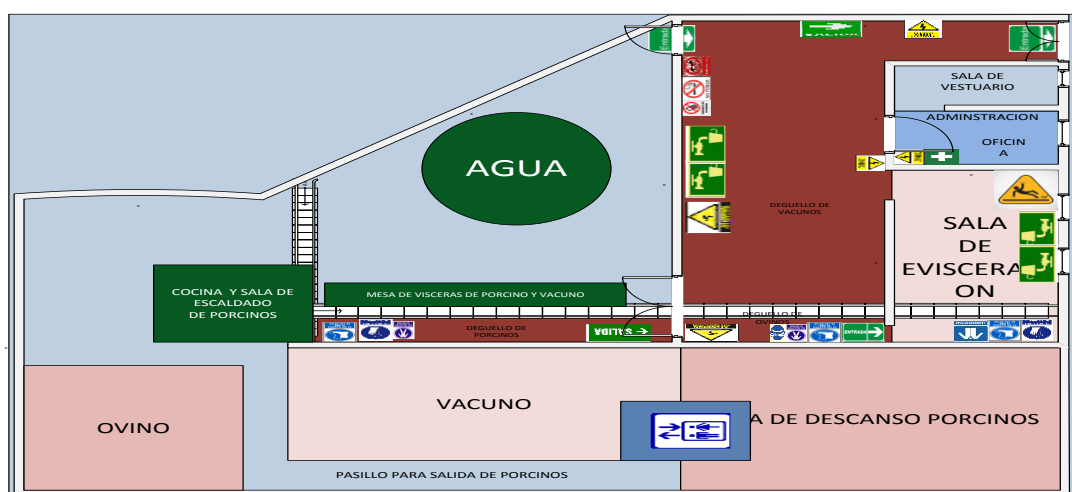 Entrada
Entrada
SALA DE
VESTUARIO
ADMINSTRACION
OFICIN
A
AGUA
DEGUELLO DE
VACUNOS
SALA
DE
EVISCERA
ON
COCINA Y SALA DE
ESCALDADO
DE PORCINOS
MESA DE VISCERAS DE PORCINO Y VACUNO
DEGUELLO DE
PORCINOS
SALIDA
DEGUELLO DE
OVINOS
ENTRADA
OVINO
VACUNO
A DE DESCANSO PORCINOS
PASILLO PARA SALIDA DE PORCINOS